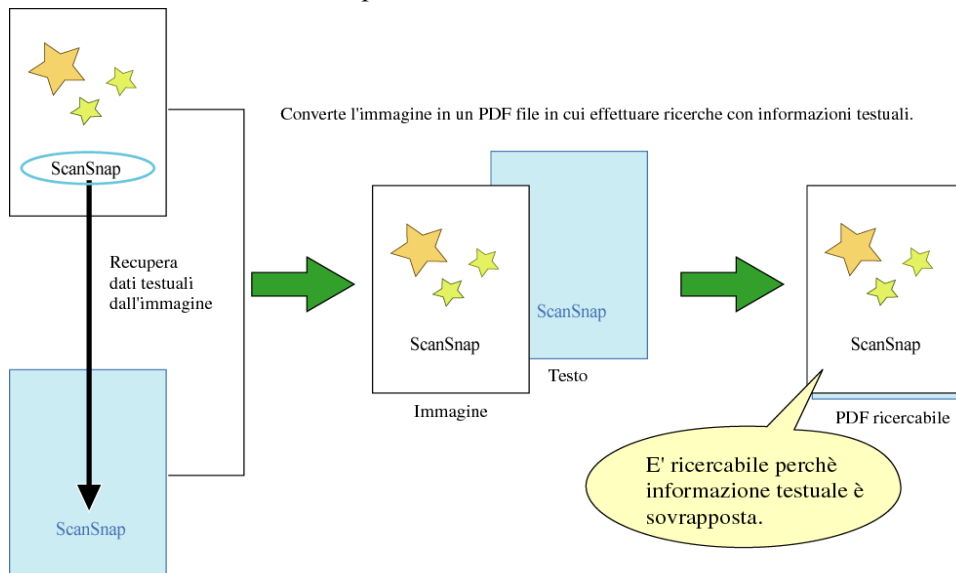 Converte l'immagine in un PDF file in cui effettuare ricerche con informazioni testuali.
ScanSnap
Recupera
dati testuali
dall'immagine
ScanSnap
ScanSnap
Immagine
ScanSnap
Testo
ScanSnap
PDF ricercabile
E' ricercabile perchè
informazione testuale è
sovrapposta.